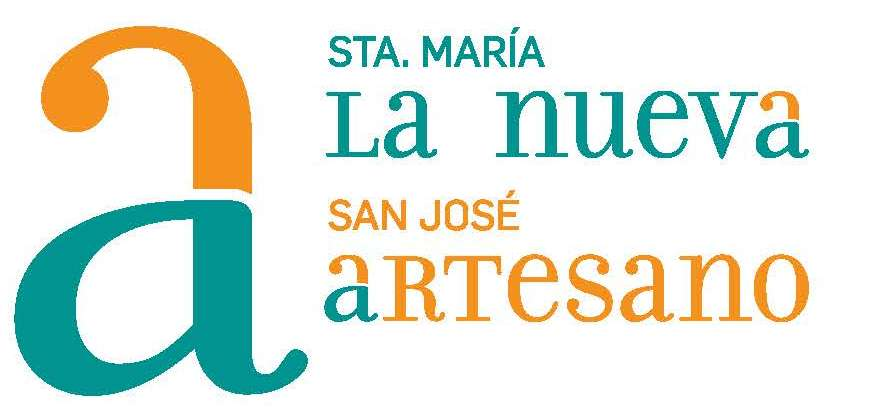 a
STA. MARÍA
La nueva
SAN JOSÉ
aRTesano